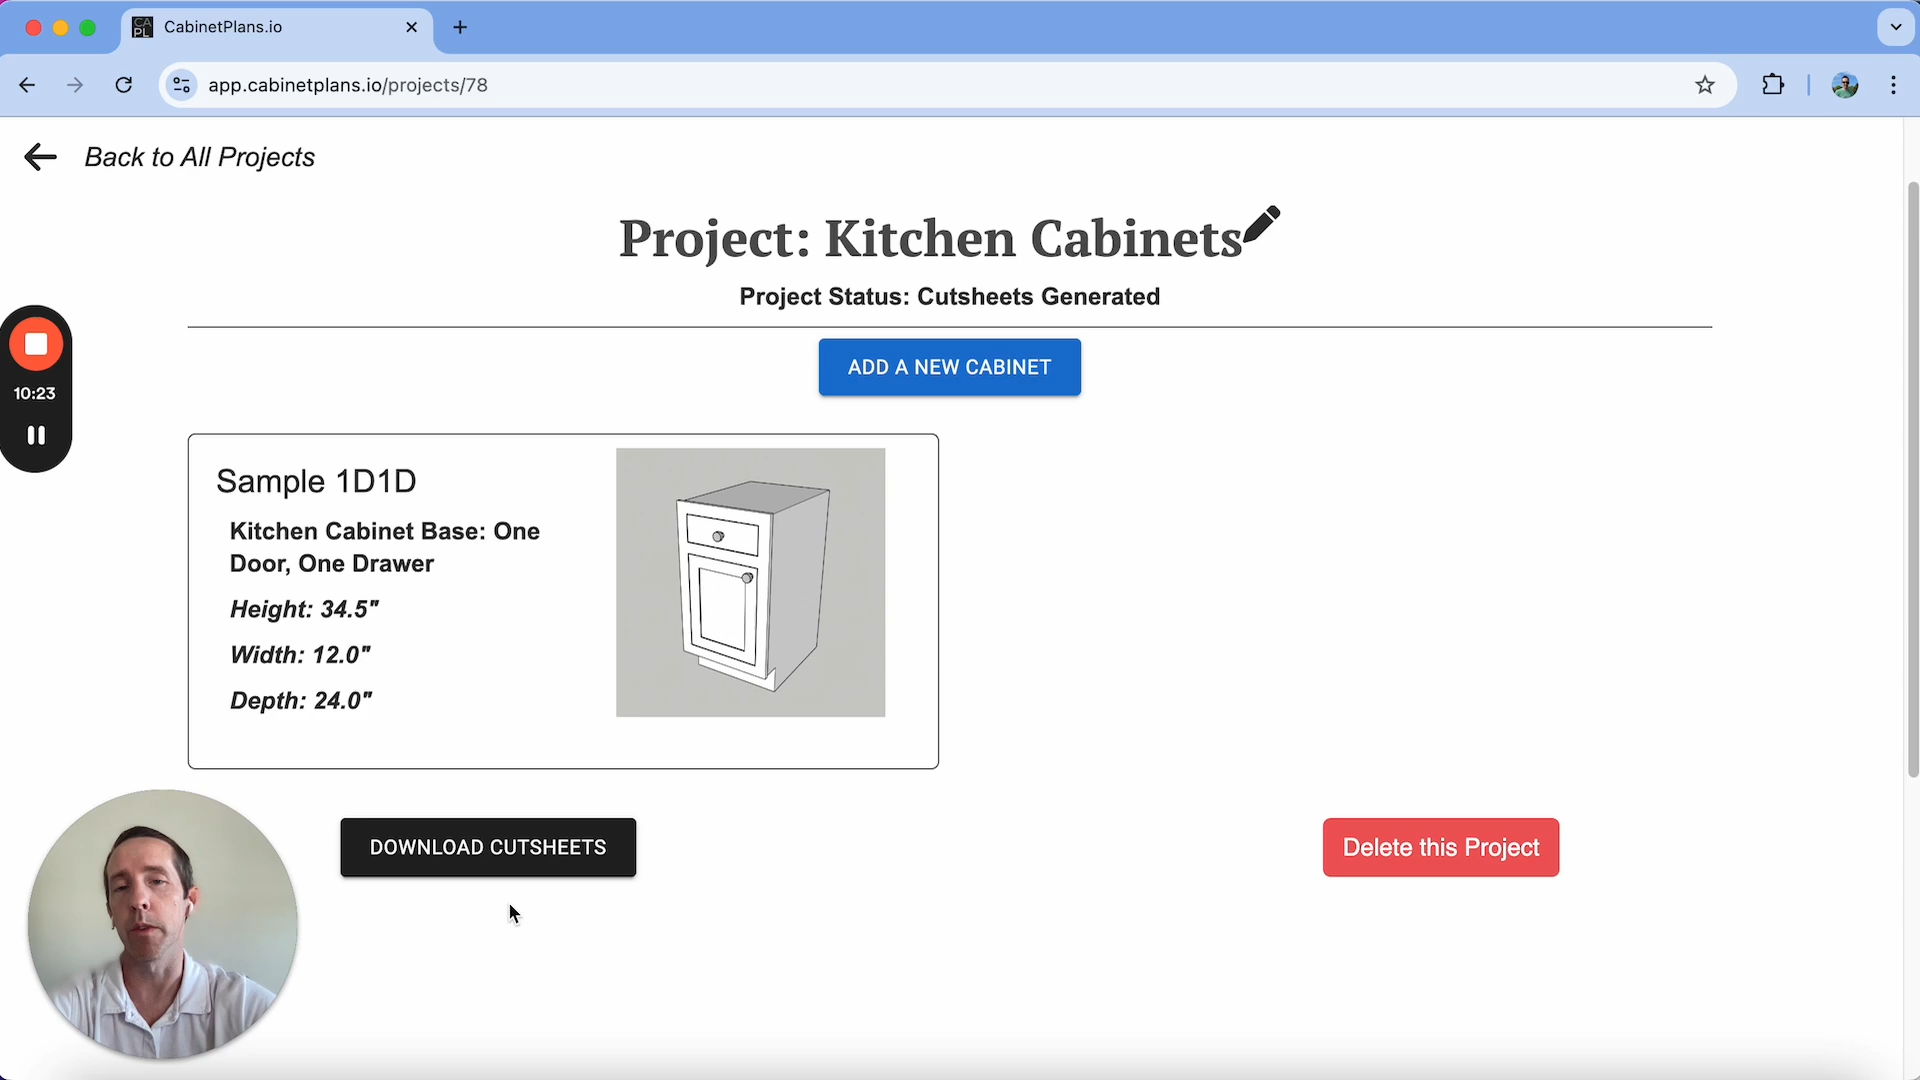 CA
PL
CabinetPlans.io
app.cabinetplans.io/projects/78
Back to All Projects
Project: Kitchen Cabinets
Project Status: Cutsheets Generated
ADD A NEW CABINET
10:23
Sample 1D1D
Kitchen Cabinet Base: One
Door, One Drawer
Height: 34.5"
Width: 12.0"
Depth: 24.0"
DOWNLOAD CUTSHEETS
Delete this Project